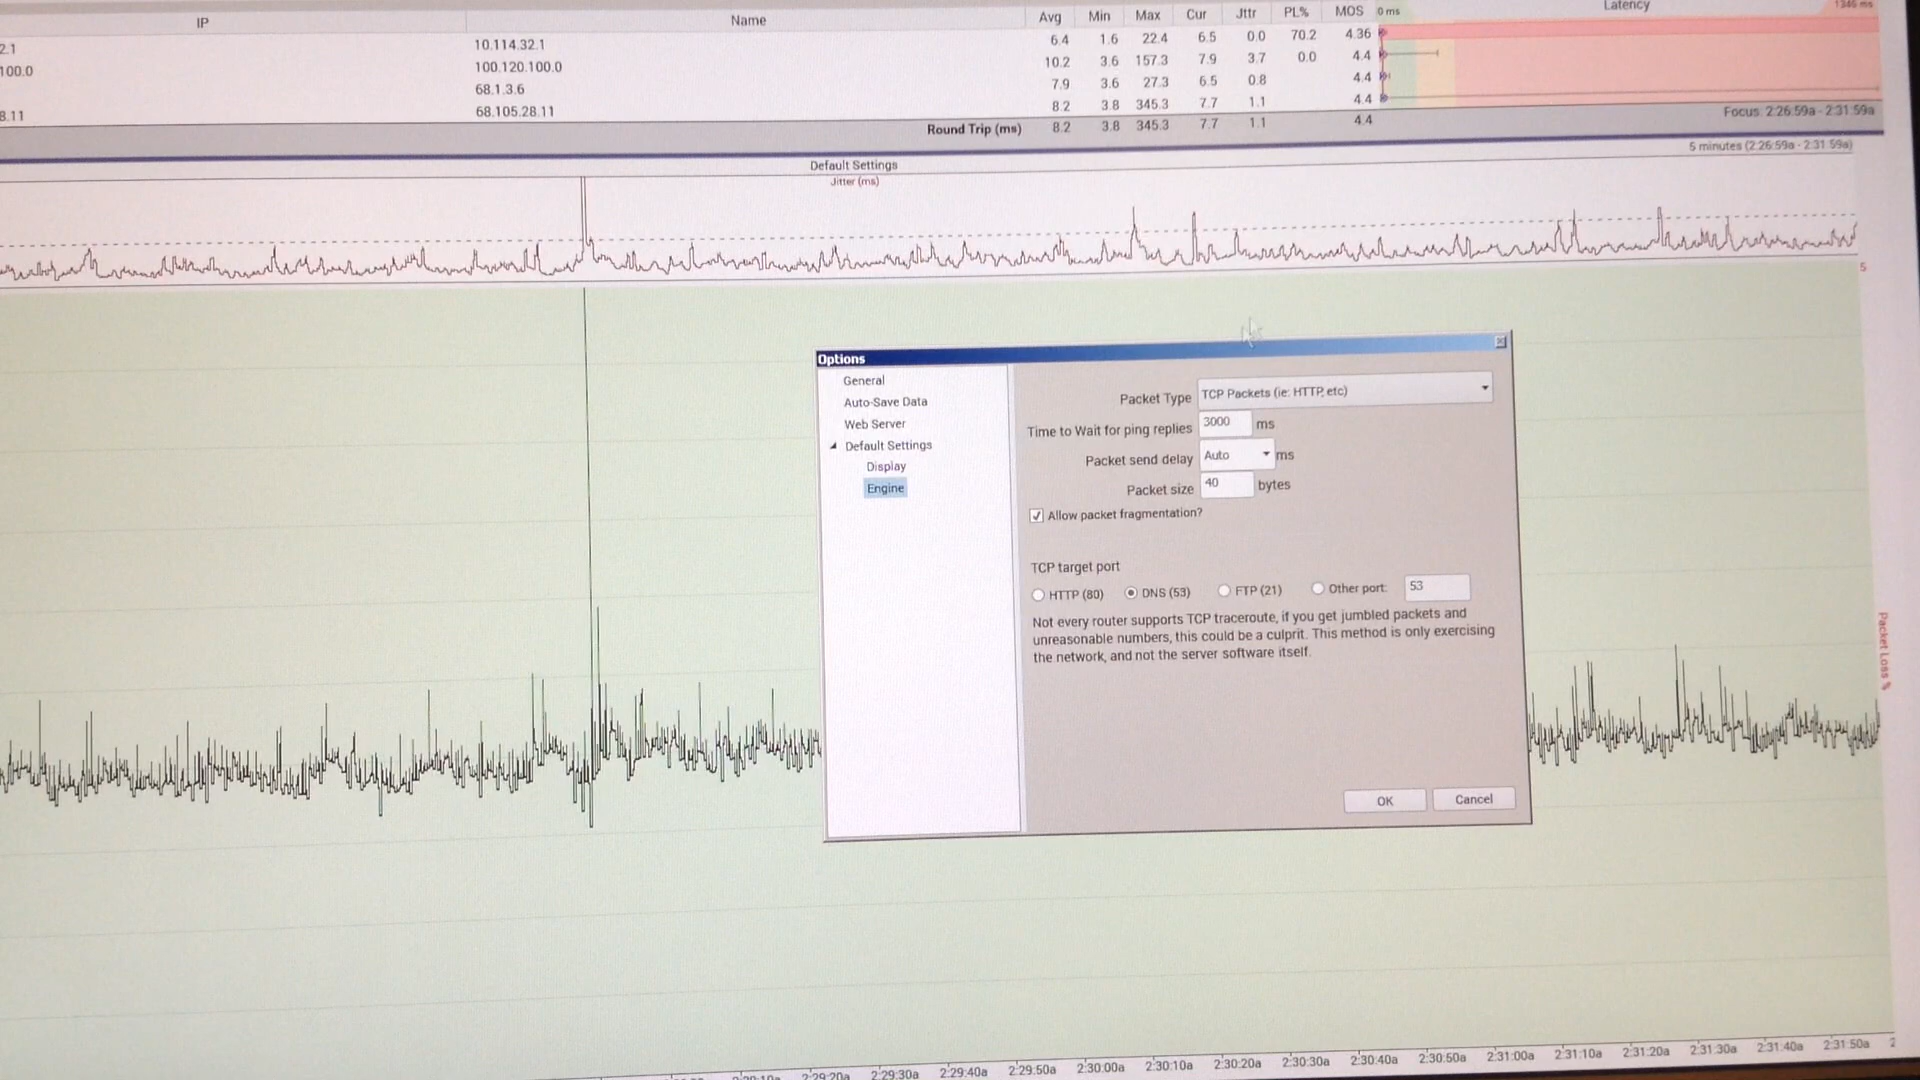 IP Name Avg Min Max Cur Jttr PL% MOS 0 ms Latency 1346 ms
2.1 10.114.32.1 6.4 1.6 22.4 6.5 0.0 70.2 4.36
100.0 100.120.100.0 10.2 3.6 157.3 7.9 3.7 0.0 4.4
68.1.3.6 7.9 3.6 27.3 6.5 0.8 4.4
8.11 68.105.28.11 8.2 3.8 345.3 7.7 1.1 4.4
Round Trip (ms) 8.2 3.8 345.3 7.7 1.1 4.4
Focus: 2:26:59a - 2:31:59a
Default Settings
5 minutes (2:26:59a - 2:31:59a)
Jitter (ms)
5
Packet Loss %
Options
General
Auto-Save Data
Web Server
Default Settings
Display
Engine
Packet Type TCP Packets (ie: HTTP, etc)
Time to Wait for ping replies 3000 ms
Packet send delay Auto ms
Packet size 40 bytes
Allow packet fragmentation?
TCP target port
HTTP (80) DNS (53) FTP (21) Other port: 53
Not every router supports TCP traceroute, if you get jumbled packets and
unreasonable numbers, this could be a culprit. This method is only exercising
the network, and not the server software itself.
OK Cancel
2:29:20a 2:29:30a 2:29:40a 2:29:50a 2:30:00a 2:30:10a 2:30:20a 2:30:30a 2:30:40a 2:30:50a 2:31:00a 2:31:10a 2:31:20a 2:31:30a 2:31:40a 2:31:50a